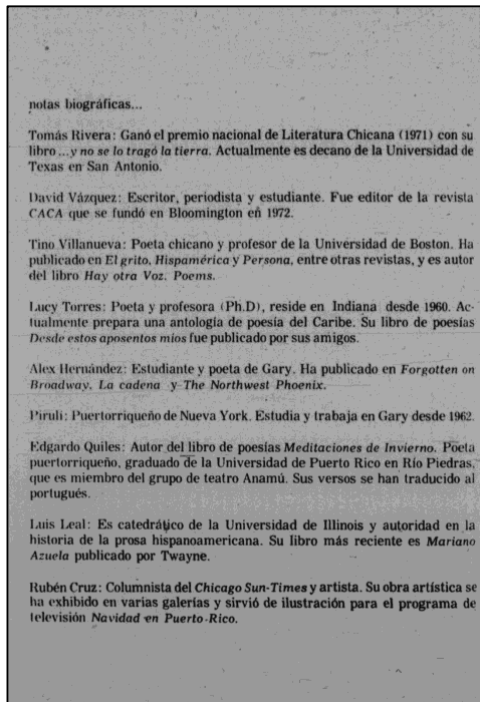 notas biográficas...
Tomás Rivera: Ganó el premio nacional de Literatura Chicana (1971) con su
libro ...y no se lo tragó la tierra. Actualmente es decano de la Universidad de
Texas en San Antonio.
David Vázquez: Escritor, periodista y estudiante. Fue editor de la revista
CACA que se fundó en Bloomington en 1972.
Tino Villanueva: Poeta chicano y profesor de la Universidad de Boston. Ha
publicado en El grito, Hispamérica y Persona, entre otras revistas, y es autor
del libro Hay otra Voz. Poems.
Lucy Torres: Poeta y profesora (Ph.D), reside en Indiana desde 1960. Ac-
tualmente prepara una antología de poesía del Caribe. Su libro de poesías
Desde estos aposentos míos fue publicado por sus amigos.
Alex Hernández: Estudiante y poeta de Gary. Ha publicado en Forgotten on
Broadway, La cadena y The Northwest Phoenix.
Piruli: Puertorriqueño de Nueva York. Estudia y trabaja en Gary desde 1962.
Edgardo Quiles: Autor del libro de poesías Meditaciones de Invierno. Poeta
puertorriqueño, graduado de la Universidad de Puerto Rico en Río Piedras,
que es miembro del grupo de teatro Anamú. Sus versos se han traducido al
portugués.
Luis Leal: Es catedrático de la Universidad de Illinois y autoridad en la
historia de la prosa hispanoamericana. Su libro más reciente es Mariano
Azuela publicado por Twayne.
Rubén Cruz: Columnista del Chicago Sun-Times y artista. Su obra artística se
ha exhibido en varias galerías y sirvió de ilustración para el programa de
televisión Navidad en Puerto-Rico.